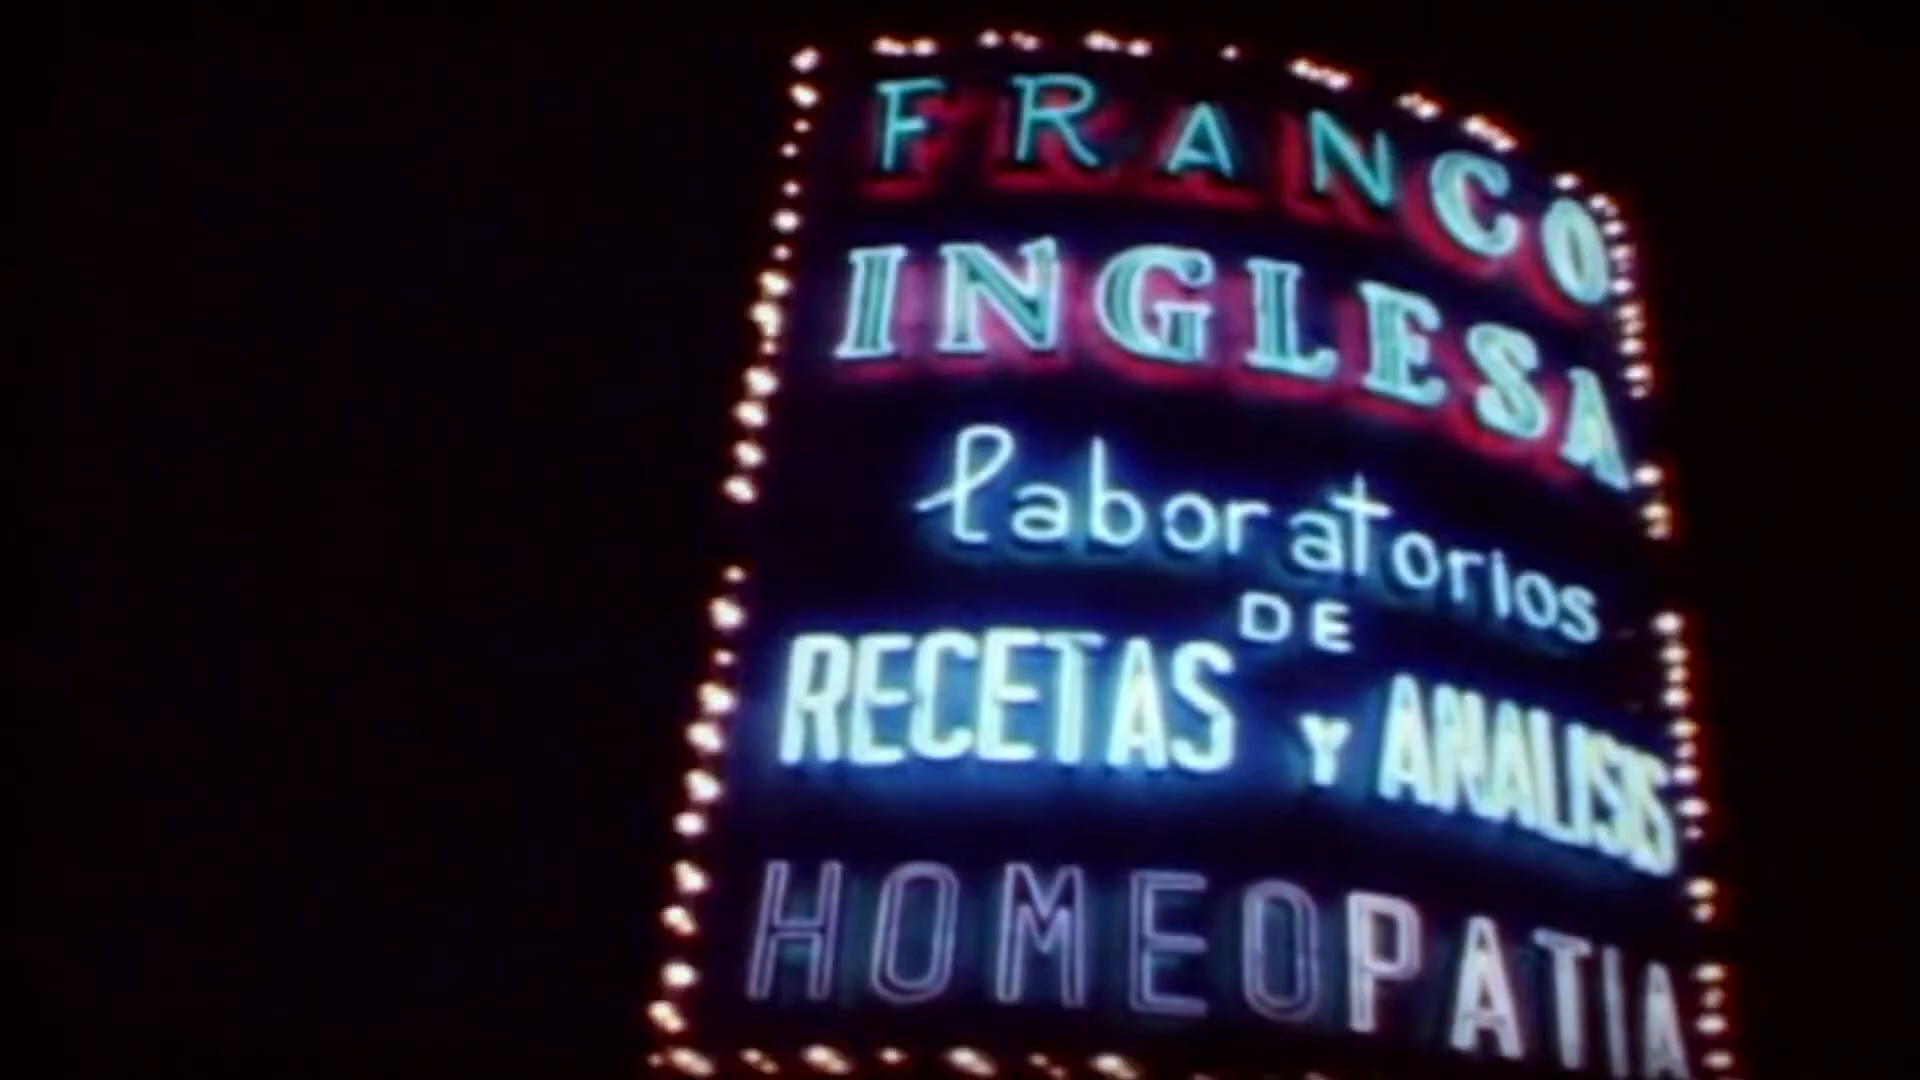 FRANCO
INGLESA
laboratorios
DE
RECETAS Y ANALISIS
HOMEOPATIA